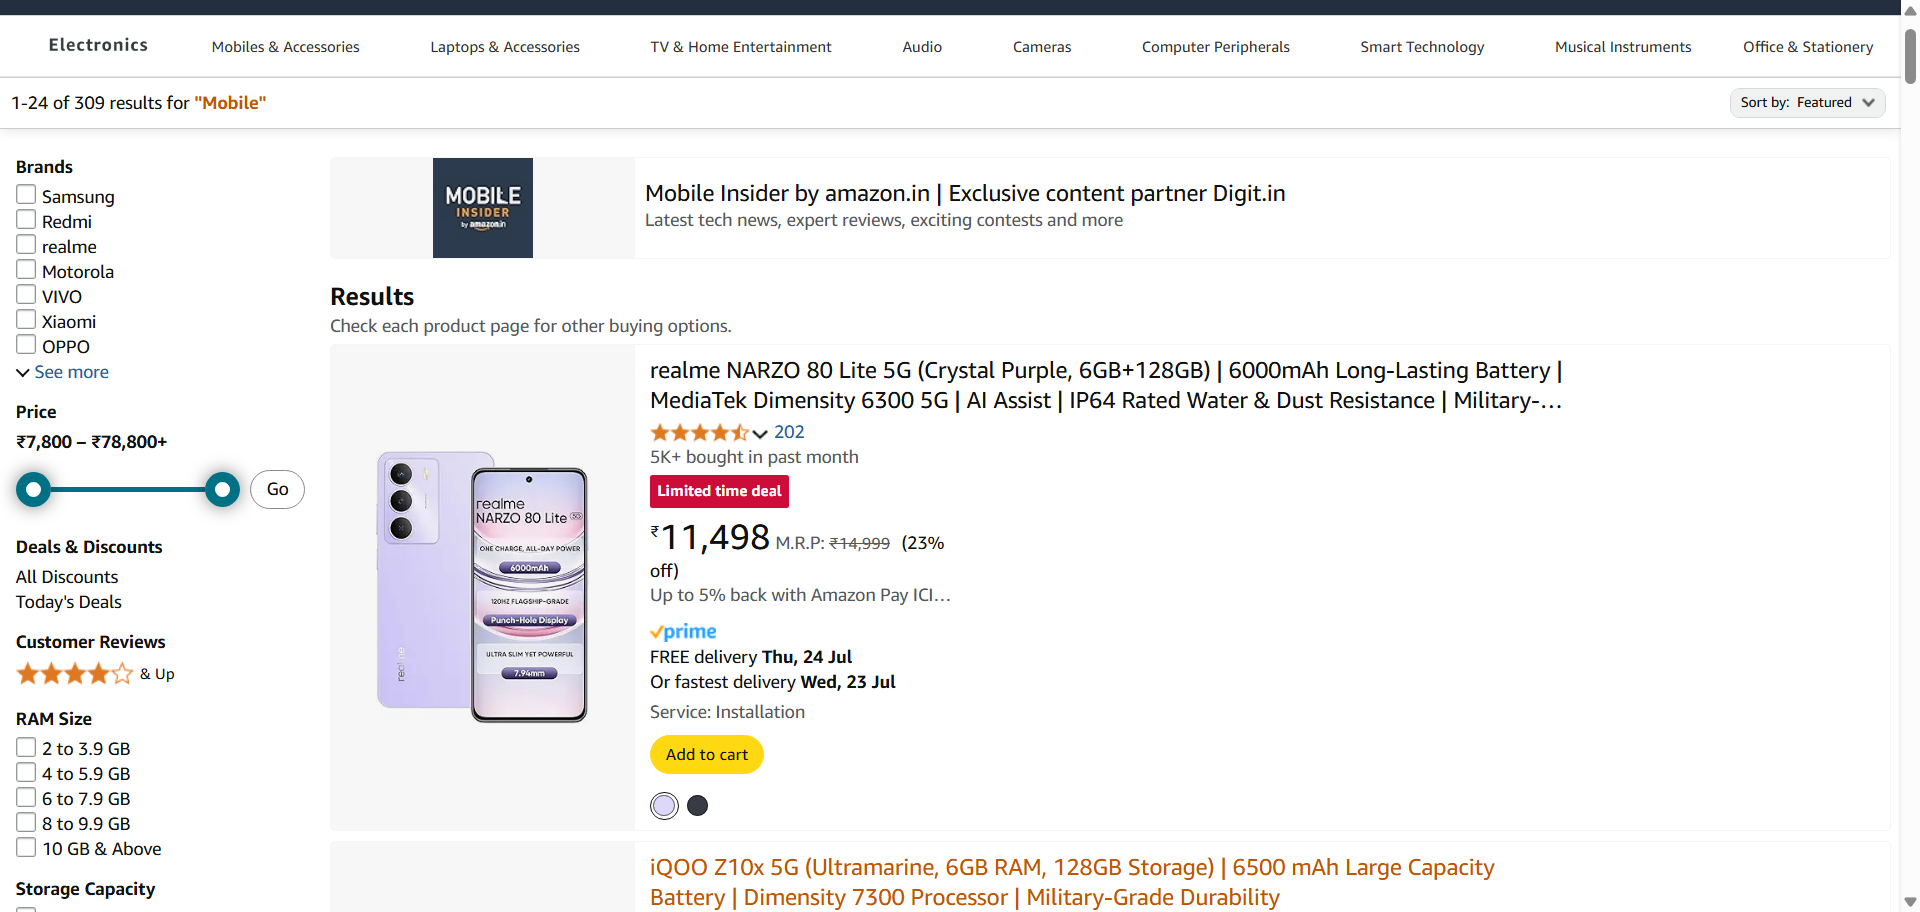 Electronics
Mobiles & Accessories
Laptops & Accessories
TV & Home Entertainment
Audio
Cameras
Computer Peripherals
Smart Technology
Musical Instruments
Office & Stationery
1-24 of 309 results for "Mobile"
Sort by: Featured
Brands
Samsung
Redmi
realme
Motorola
VIVO
Xiaomi
OPPO
See more
Price
₹7,800 – ₹78,800+
Go
Deals & Discounts
All Discounts
Today's Deals
Customer Reviews
& Up
RAM Size
2 to 3.9 GB
4 to 5.9 GB
6 to 7.9 GB
8 to 9.9 GB
10 GB & Above
Storage Capacity
MOBILE
INSIDER
by amazon.in
Mobile Insider by amazon.in | Exclusive content partner Digit.in
Latest tech news, expert reviews, exciting contests and more
Results
Check each product page for other buying options.
realme
realme
NARZO 80 Lite 5G
ONE CHARGE, ALL-DAY POWER
6000mAh
120HZ FLAGSHIP-GRADE
Punch-Hole Display
ULTRA SLIM YET POWERFUL
7.94mm
realme NARZO 80 Lite 5G (Crystal Purple, 6GB+128GB) | 6000mAh Long-Lasting Battery |
MediaTek Dimensity 6300 5G | AI Assist | IP64 Rated Water & Dust Resistance | Military-…
202
5K+ bought in past month
Limited time deal
₹11,498 M.R.P: ₹14,999 (23%
off)
Up to 5% back with Amazon Pay ICI…
prime
FREE delivery Thu, 24 Jul
Or fastest delivery Wed, 23 Jul
Service: Installation
Add to cart
iQOO Z10x 5G (Ultramarine, 6GB RAM, 128GB Storage) | 6500 mAh Large Capacity
Battery | Dimensity 7300 Processor | Military-Grade Durability